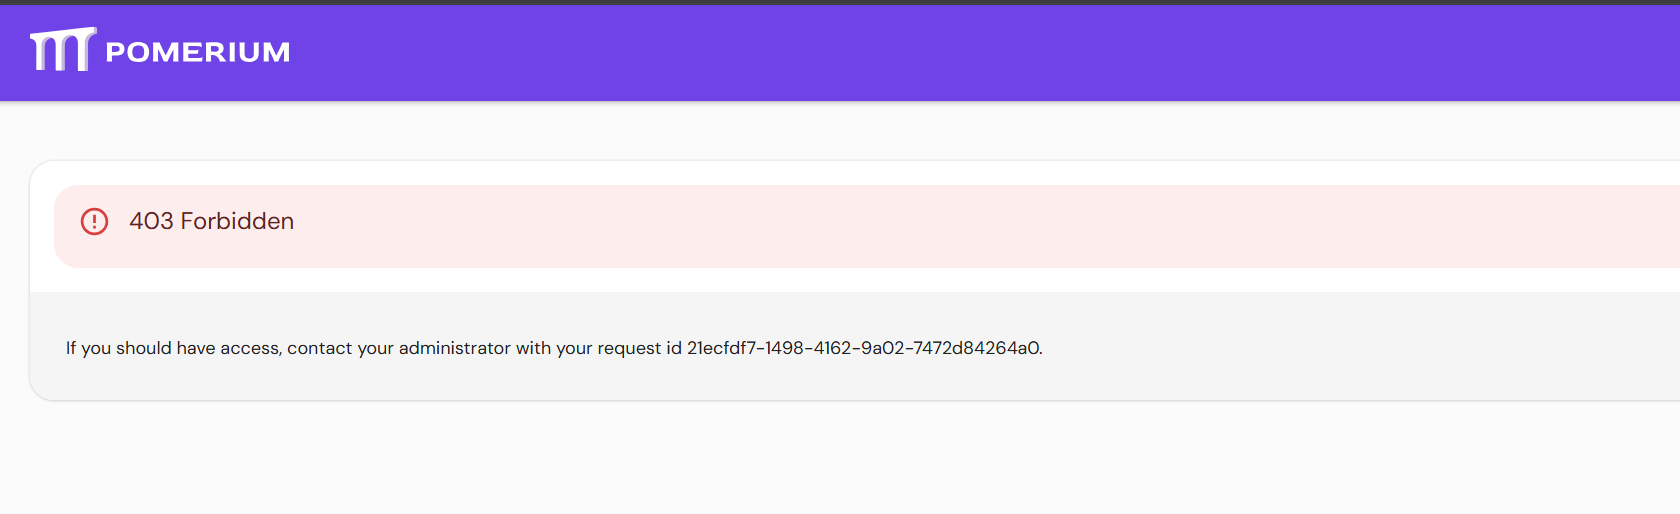 POMERIUM
403 Forbidden
If you should have access, contact your administrator with your request id 21ecfdf7-1498-4162-9a02-7472d84264a0.